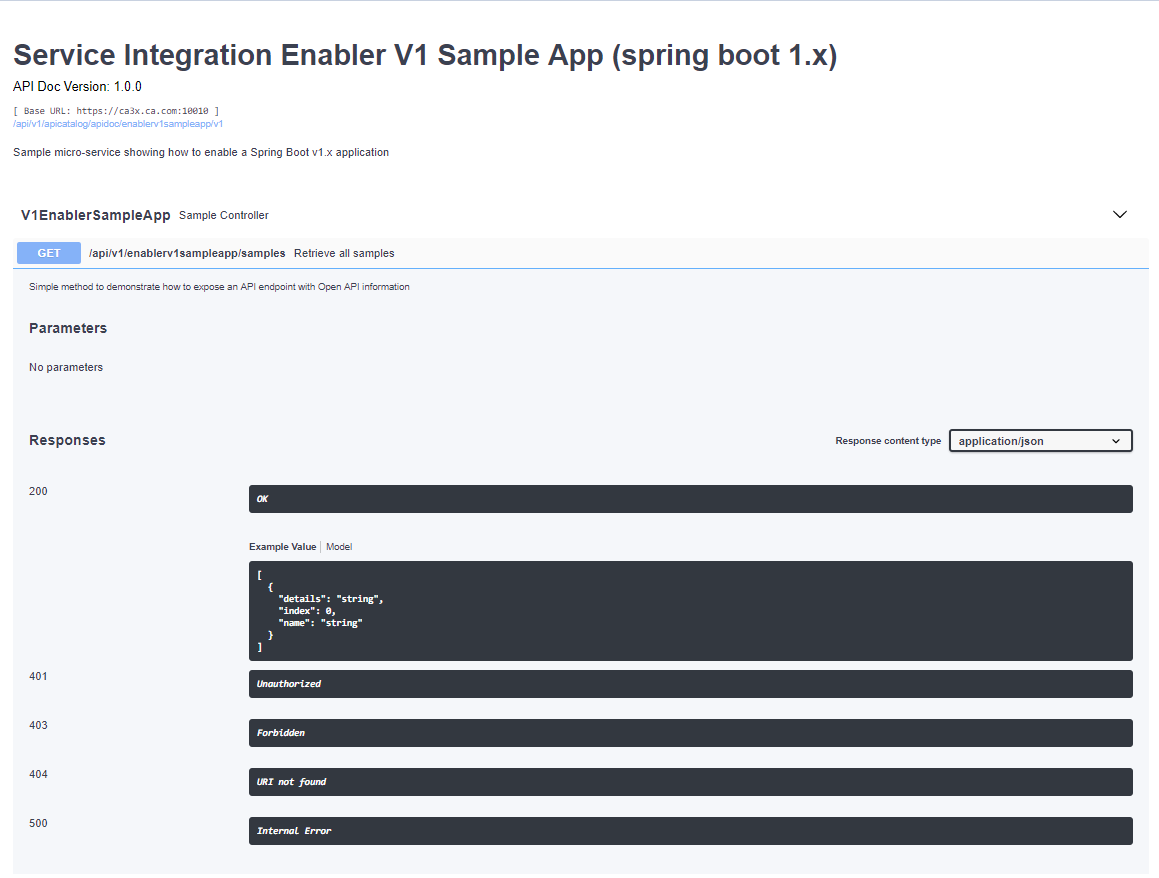 Service Integration Enabler V1 Sample App (spring boot 1.x)
API Doc Version: 1.0.0
[ Base URL: https://ca3x.ca.com:10010 ]
/api/v1/apicatalog/apidoc/enablerv1sampleapp/v1
Sample micro-service showing how to enable a Spring Boot v1.x application
V1EnablerSampleApp Sample Controller
GET /api/v1/enablerv1sampleapp/samples Retrieve all samples
Simple method to demonstrate how to expose an API endpoint with Open API information
Parameters
No parameters
Responses Response content type application/json
200 OK
Example Value Model
[
  {
    "details": "string",
    "index": 0,
    "name": "string"
  }
]
401 Unauthorized
403 Forbidden
404 URI not found
500 Internal Error